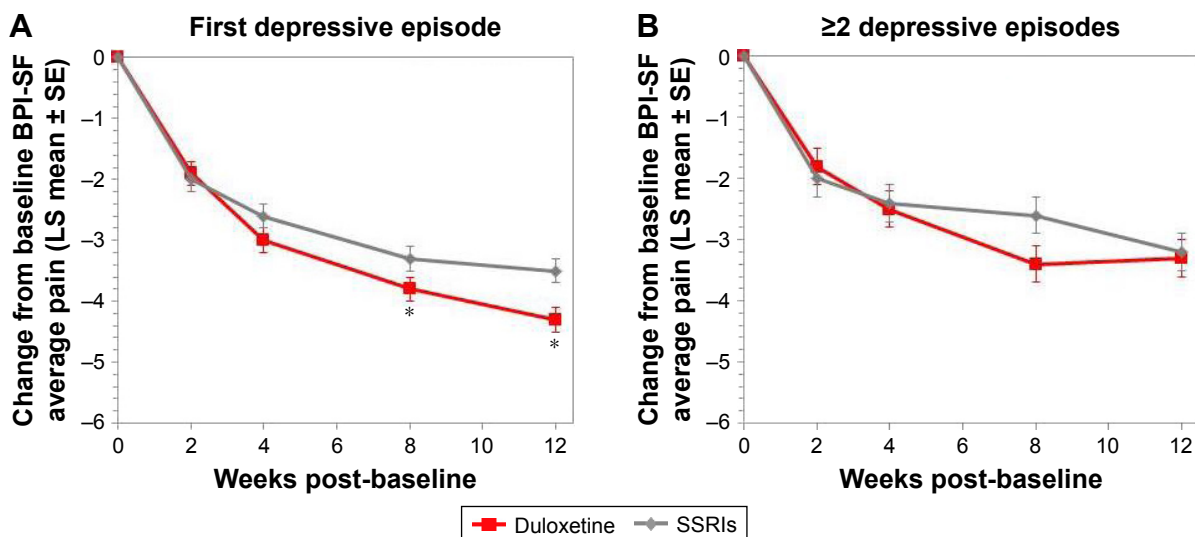 A
First depressive episode
Change from baseline BPI-SF
average pain (LS mean ± SE)
0
–1
–2
–3
–4
–5
–6
*
*
0
2
4
6
8
10
12
Weeks post-baseline
B
≥2 depressive episodes
Change from baseline BPI-SF
average pain (LS mean ± SE)
0
–1
–2
–3
–4
–5
–6
0
2
4
6
8
10
12
Weeks post-baseline
Duloxetine
SSRIs